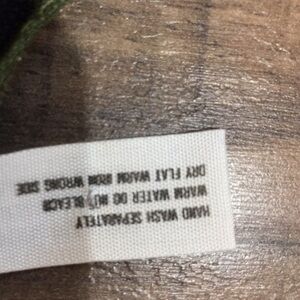 HAND WASH SEPARATELY
WARM WATER DO NOT BLEACH
DRY FLAT WARM IRON WRONG SIDE